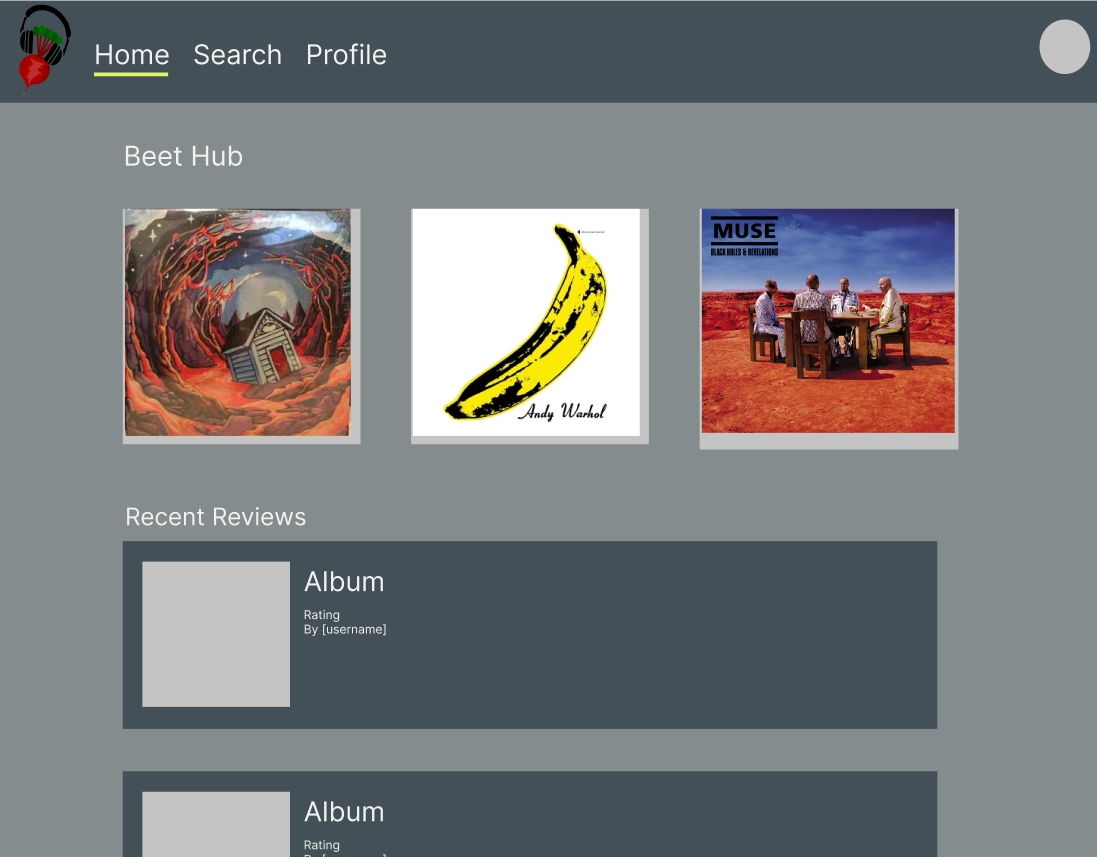 Home Search Profile
Beet Hub
MUSE
BLACK HOLES & REVELATIONS
Andy Warhol
Recent Reviews
Album
Rating
By [username]
Album
Rating